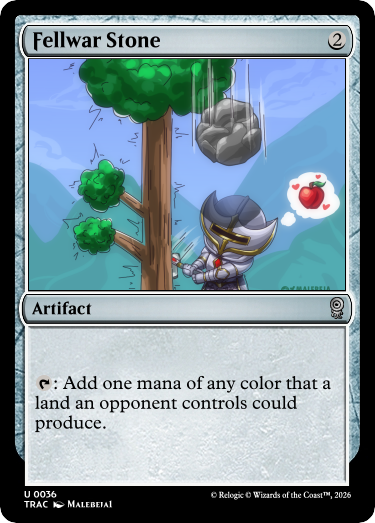 Fellwar Stone
2
Artifact
: Add one mana of any color that a
land an opponent controls could
produce.
U 0036
TRAC Malebejai
© Relogic © Wizards of the Coast™, 2026